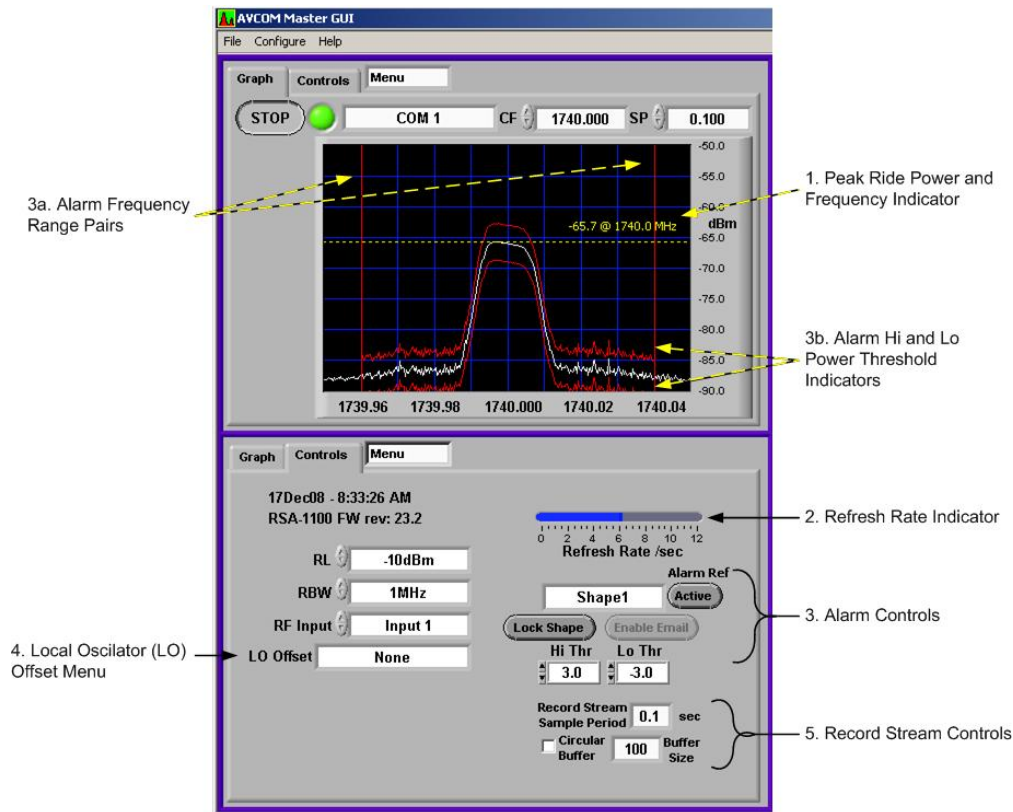 AVCOM Master GUI
File Configure Help
Graph Controls Menu
STOP COM 1 CF 1740.000 SP 0.100
-50.0
-55.0
-60.0
dBm
-65.0
-70.0
-75.0
-80.0
-85.0
-90.0
-65.7 @ 1740.0 MHz
1739.96 1739.98 1740.000 1740.02 1740.04
3a. Alarm Frequency
Range Pairs
1. Peak Ride Power and
Frequency Indicator
3b. Alarm Hi and Lo
Power Threshold
Indicators
Graph Controls Menu
17Dec08 - 8:33:26 AM
RSA-1100 FW rev: 23.2
RL -10dBm
RBW 1MHz
RF Input Input 1
LO Offset None
0 2 4 6 8 10 12
Refresh Rate /sec
Alarm Ref
Shape1 Active
Lock Shape Enable Email
Hi Thr Lo Thr
3.0 -3.0
Record Stream
Sample Period 0.1 sec
Circular
Buffer 100 Buffer
Size
2. Refresh Rate Indicator
3. Alarm Controls
4. Local Oscilator (LO)
Offset Menu
5. Record Stream Controls